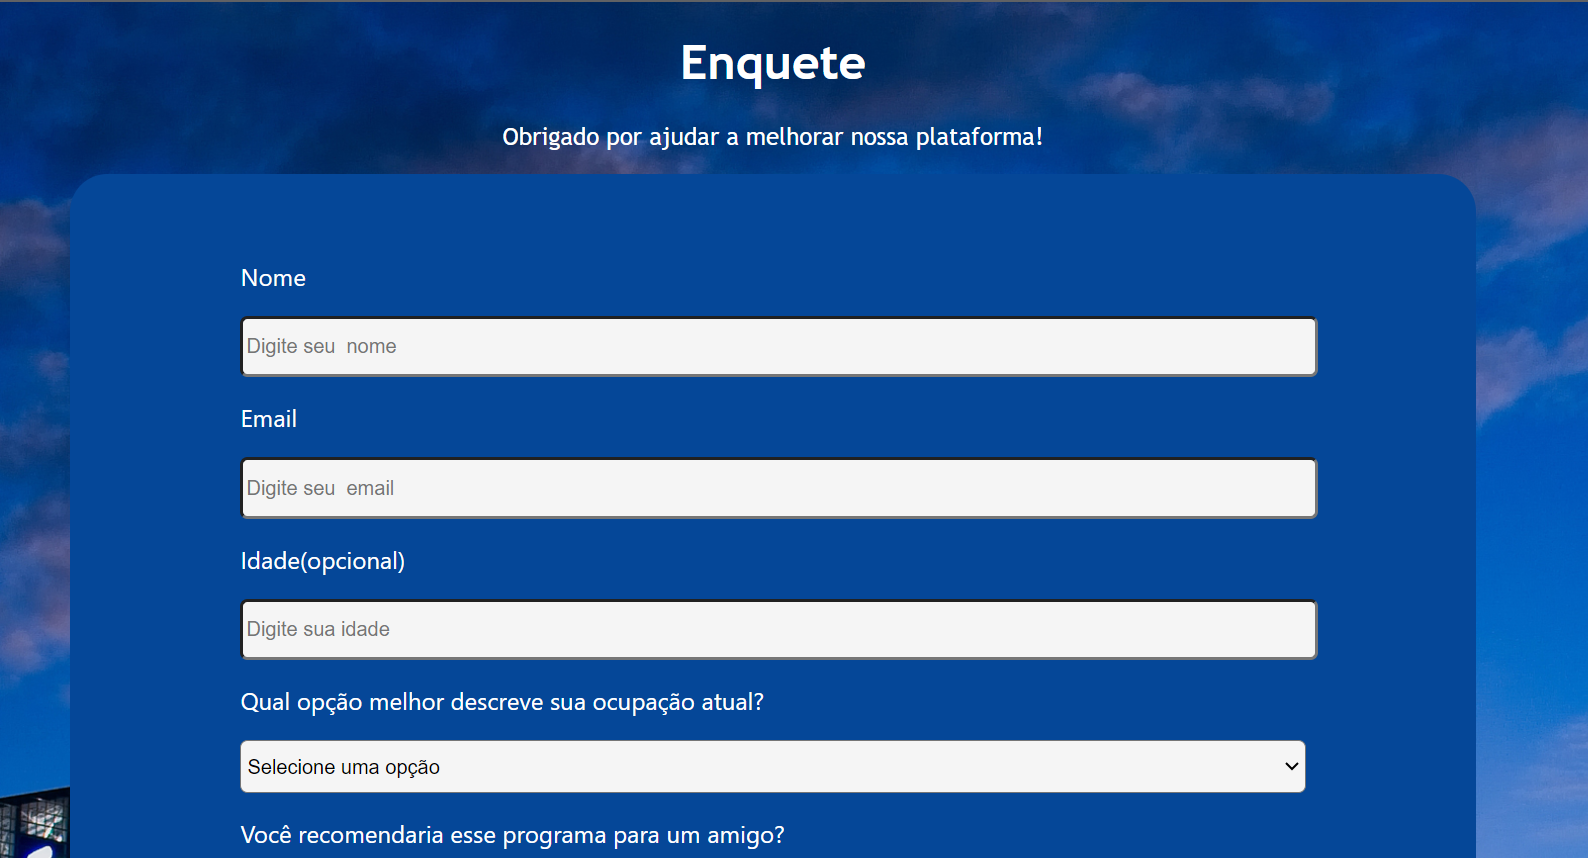 Enquete
Obrigado por ajudar a melhorar nossa plataforma!
Nome
Digite seu  nome
Email
Digite seu  email
Idade(opcional)
Digite sua idade
Qual opção melhor descreve sua ocupação atual?
Selecione uma opção
Você recomendaria esse programa para um amigo?